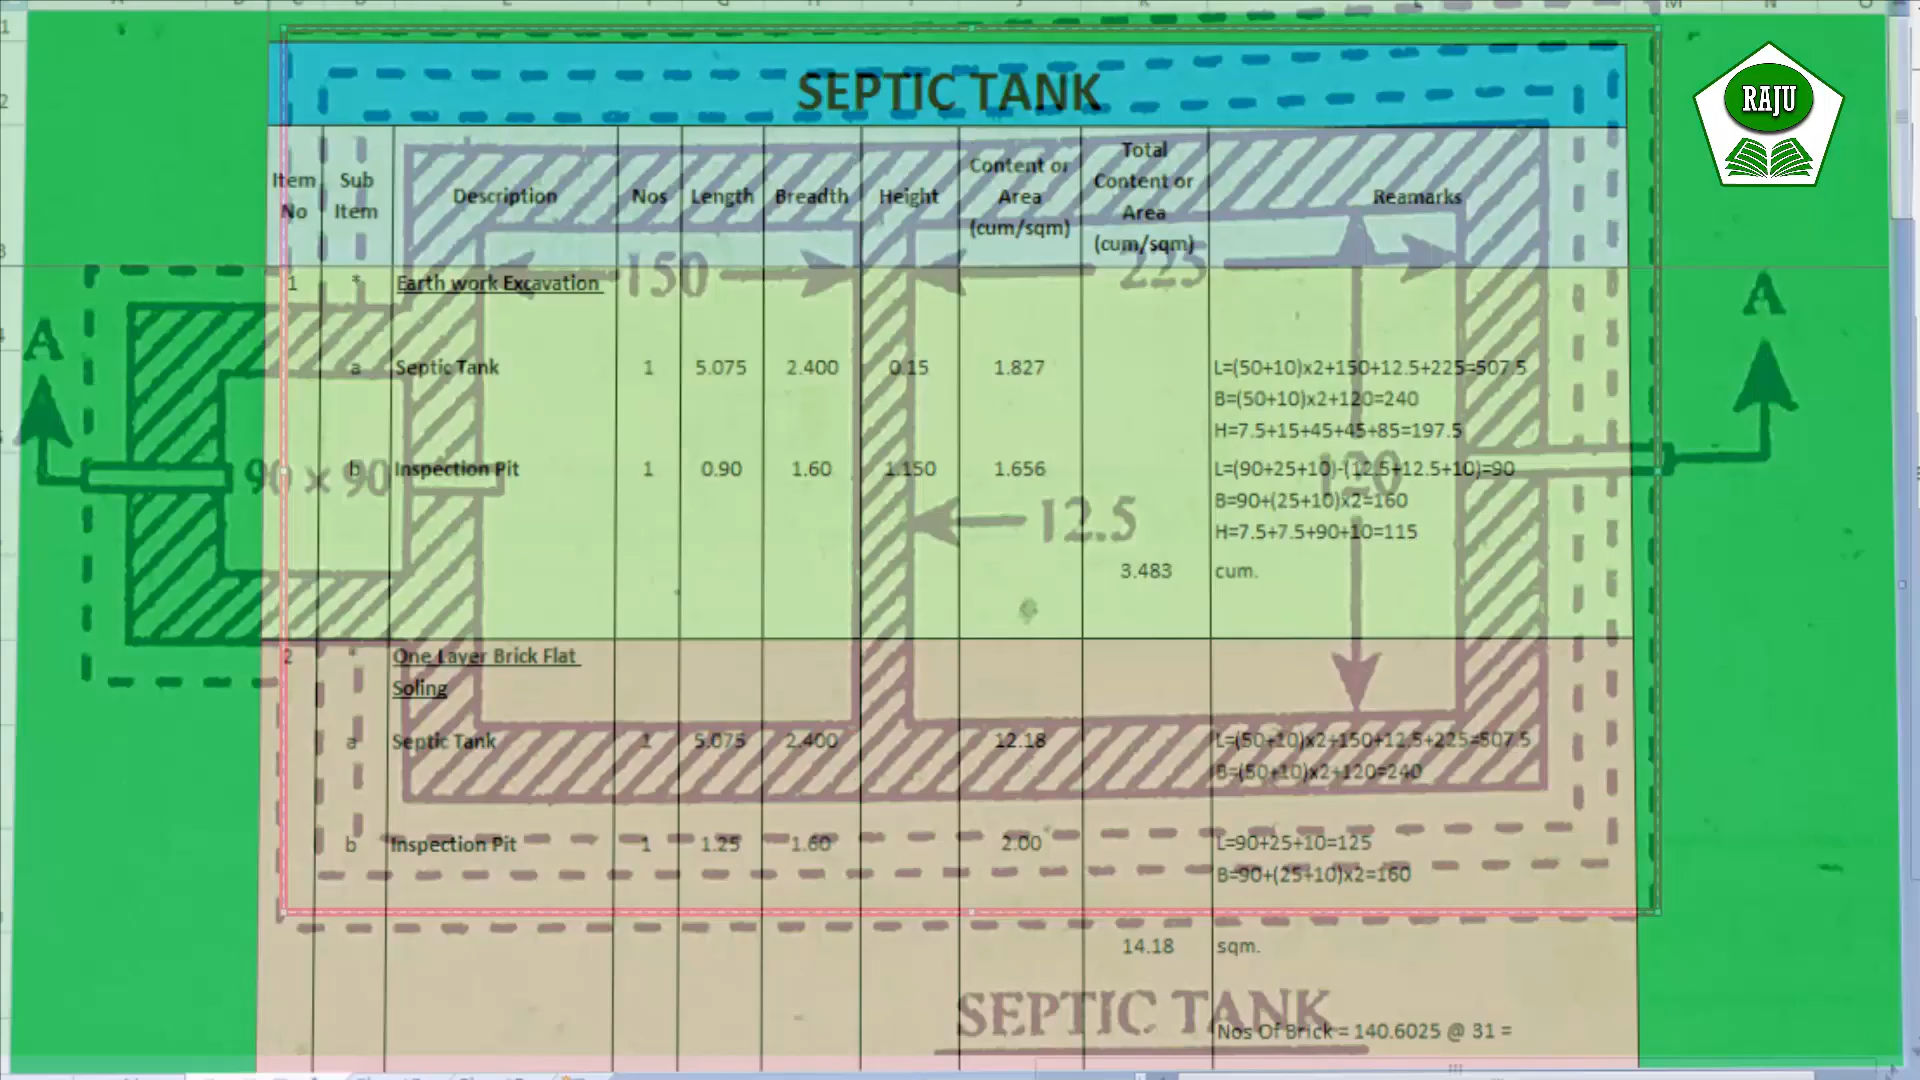 SEPTIC TANK
RAJU
Item No
Sub Item
Description
Nos
Length
Breadth
Height
Content or Area (cum/sqm)
Total Content or Area (cum/sqm)
Reamarks
1 * Earth work Excavation
150
225
A
A
a Septic Tank 1 5.075 2.400 0.15 1.827 L=(50+10)x2+150+12.5+225=507.5
B=(50+10)x2+120=240
H=7.5+15+45+45+85=197.5
90 x 90
b Inspection Pit 1 0.90 1.60 1.150 1.656 L=(90+25+10)-(12.5+12.5+10)=90
120
B=90+(25+10)x2=160
12.5
H=7.5+7.5+90+10=115
3.483 cum.
2 * One Layer Brick Flat
Soling
a Septic Tank 1 5.075 2.400 12.18 L=(50+10)x2+150+12.5+225=507.5
B=(50+10)x2+120=240
b Inspection Pit 1 1.25 1.60 2.00 L=90+25+10=125
B=90+(25+10)x2=160
14.18 sqm.
SEPTIC TANK
Nos Of Brick = 140.6025 @ 31 =